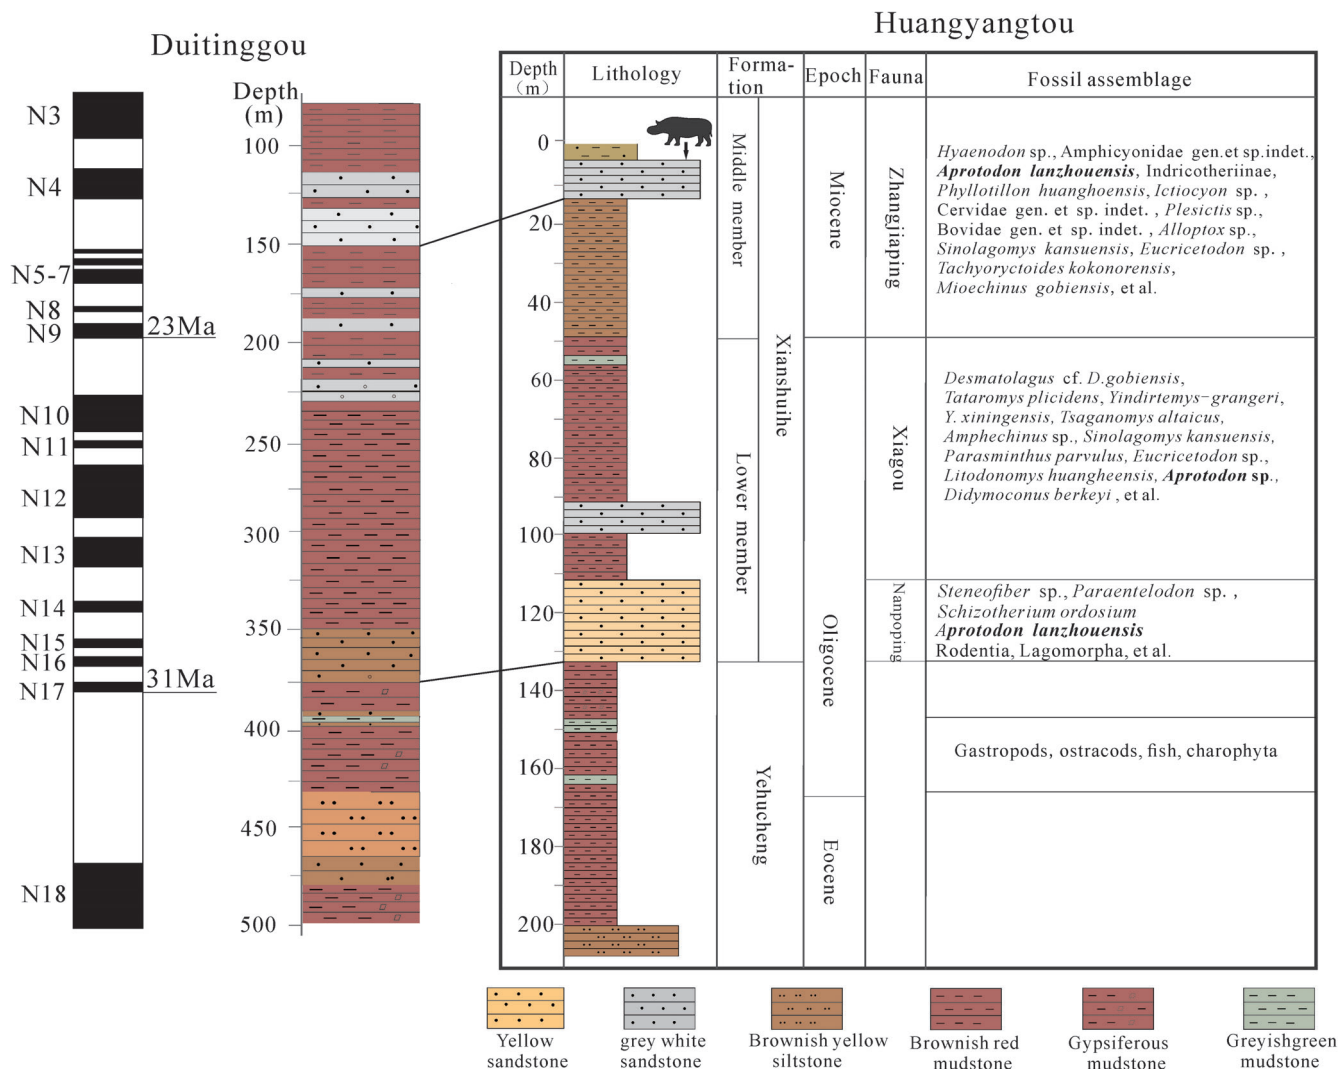 Duitinggou
Huangyangtou
N3
N4
N5-7
N8
N9
23Ma
N10
N11
N12
N13
N14
N15
N16
N17
31Ma
N18
Depth
(m)
100
150
200
250
300
350
400
450
500
Depth
(m)
Lithology
Forma-
tion
Epoch
Fauna
Fossil assemblage
0
20
40
60
80
100
120
140
160
180
200
Middle member
Lower member
Xianshuihe
Yehucheng
Miocene
Oligocene
Eocene
Zhangjiaping
Xiagou
Nanpoping
Hyaenodon sp., Amphicyonidae gen.et sp.indet.,
Aprotodon lanzhouensis, Indricotheriinae,
Phyllotillon huanghoensis, Ictiocyon sp. ,
Cervidae gen. et sp. indet. , Plesictis sp.,
Bovidae gen. et sp. indet. , Alloptox sp.,
Sinolagomys kansuensis, Eucricetodon sp. ,
Tachyoryctoides kokonorensis,
Mioechinus gobiensis, et al.
Desmatolagus cf. D.gobiensis,
Tataromys plicidens, Yindirtemys-grangeri,
Y. xiningensis, Tsaganomys altaicus,
Amphechinus sp., Sinolagomys kansuensis,
Parasminthus parvulus, Eucricetodon sp.,
Litodonomys huangheensis, Aprotodon sp.,
Didymoconus berkeyi , et al.
Steneofiber sp., Paraentelodon sp. ,
Schizotherium ordosium
Aprotodon lanzhouensis
Rodentia, Lagomorpha, et al.
Gastropods, ostracods, fish, charophyta
Yellow
sandstone
grey white
sandstone
Brownish yellow
siltstone
Brownish red
mudstone
Gypsiferous
mudstone
Greyishgreen
mudstone